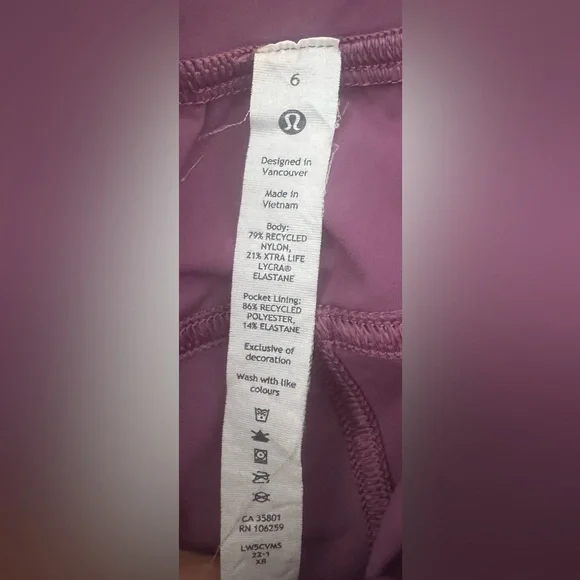 6
Designed in
Vancouver
Made in
Vietnam
Body:
79% RECYCLED
NYLON,
21% XTRA LIFE
LYCRA®
ELASTANE
Pocket Lining:
86% RECYCLED
POLYESTER,
14% ELASTANE
Exclusive of
decoration
Wash with like
colours
CA 35801
RN 106259
LW5CVMS
22-1